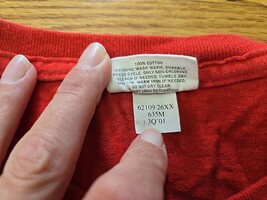 100% COTTON
MACHINE WASH WARM, DURABLE
PRESS CYCLE. ONLY NON-CHLORINE
BLEACH IF NEEDED. TUMBLE DRY
WARM IRON IF NEEDED.
DO NOT DRY CLEAN
62109 26XX
635M
3Q'01